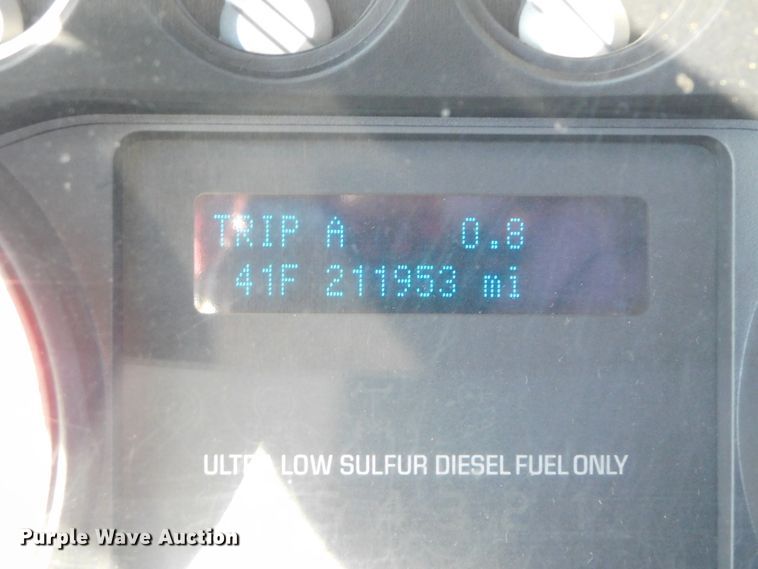 TRIP A 0.8
41F 211953 mi
ULTRA LOW SULFUR DIESEL FUEL ONLY
Purple Wave Auction